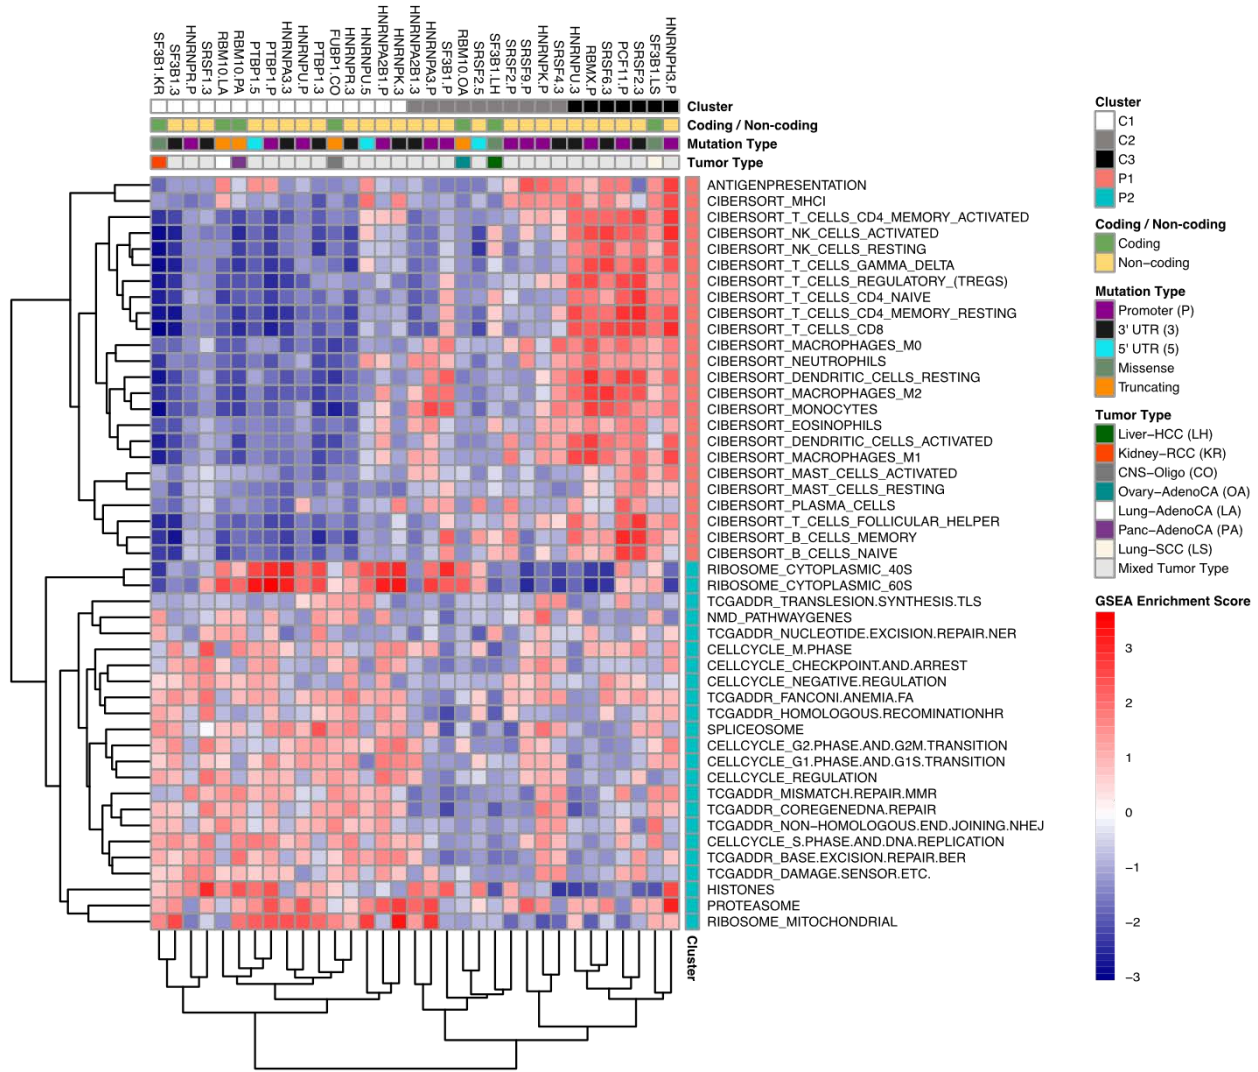 SF3B1.KR
SF3B1.3
HNRNPR.P
SRSF1.3
RBM10.LA
RBM10.PA
PTBP1.5
PTBP1.P
HNRNPA3.3
HNRNPU.P
PTBP1.3
FUBP1.CO
HNRNPR.3
HNRNPU.5
HNRNPA2B1.P
HNRNPK.3
HNRNPA2B1.3
HNRNPA3.P
SF3B1.P
RBM10.OA
SRSF2.5
SF3B1.LH
SRSF2.P
SRSF9.P
HNRNPK.P
SRSF4.3
HNRNPU.3
RBMX.P
SRSF6.3
PCF11.P
SRSF2.3
SF3B1.LS
HNRNPH3.P
Cluster
Coding / Non-coding
Mutation Type
Tumor Type
ANTIGENPRESENTATION
CIBERSORT_MHCI
CIBERSORT_T_CELLS_CD4_MEMORY_ACTIVATED
CIBERSORT_NK_CELLS_ACTIVATED
CIBERSORT_NK_CELLS_RESTING
CIBERSORT_T_CELLS_GAMMA_DELTA
CIBERSORT_T_CELLS_REGULATORY_(TREGS)
CIBERSORT_T_CELLS_CD4_NAIVE
CIBERSORT_T_CELLS_CD4_MEMORY_RESTING
CIBERSORT_T_CELLS_CD8
CIBERSORT_MACROPHAGES_M0
CIBERSORT_NEUTROPHILS
CIBERSORT_DENDRITIC_CELLS_RESTING
CIBERSORT_MACROPHAGES_M2
CIBERSORT_MONOCYTES
CIBERSORT_EOSINOPHILS
CIBERSORT_DENDRITIC_CELLS_ACTIVATED
CIBERSORT_MACROPHAGES_M1
CIBERSORT_MAST_CELLS_ACTIVATED
CIBERSORT_MAST_CELLS_RESTING
CIBERSORT_PLASMA_CELLS
CIBERSORT_T_CELLS_FOLLICULAR_HELPER
CIBERSORT_B_CELLS_MEMORY
CIBERSORT_B_CELLS_NAIVE
RIBOSOME_CYTOPLASMIC_40S
RIBOSOME_CYTOPLASMIC_60S
TCGADDR_TRANSLESION.SYNTHESIS.TLS
NMD_PATHWAYGENES
TCGADDR_NUCLEOTIDE.EXCISION.REPAIR.NER
CELLCYCLE_M.PHASE
CELLCYCLE_CHECKPOINT.AND.ARREST
CELLCYCLE_NEGATIVE.REGULATION
TCGADDR_FANCONI.ANEMIA.FA
TCGADDR_HOMOLOGOUS.RECOMINATIONHR
SPLICEOSOME
CELLCYCLE_G2.PHASE.AND.G2M.TRANSITION
CELLCYCLE_G1.PHASE.AND.G1S.TRANSITION
CELLCYCLE_REGULATION
TCGADDR_MISMATCH.REPAIR.MMR
TCGADDR_COREGENEDNA.REPAIR
TCGADDR_NON−HOMOLOGOUS.END.JOINING.NHEJ
CELLCYCLE_S.PHASE.AND.DNA.REPLICATION
TCGADDR_BASE.EXCISION.REPAIR.BER
TCGADDR_DAMAGE.SENSOR.ETC.
HISTONES
PROTEASOME
RIBOSOME_MITOCHONDRIAL
Cluster
Cluster
C1
C2
C3
P1
P2
Coding / Non-coding
Coding
Non−coding
Mutation Type
Promoter (P)
3' UTR (3)
5' UTR (5)
Missense
Truncating
Tumor Type
Liver−HCC (LH)
Kidney−RCC (KR)
CNS−Oligo (CO)
Ovary−AdenoCA (OA)
Lung−AdenoCA (LA)
Panc−AdenoCA (PA)
Lung−SCC (LS)
Mixed Tumor Type
GSEA Enrichment Score
3
2
1
0
−1
−2
−3